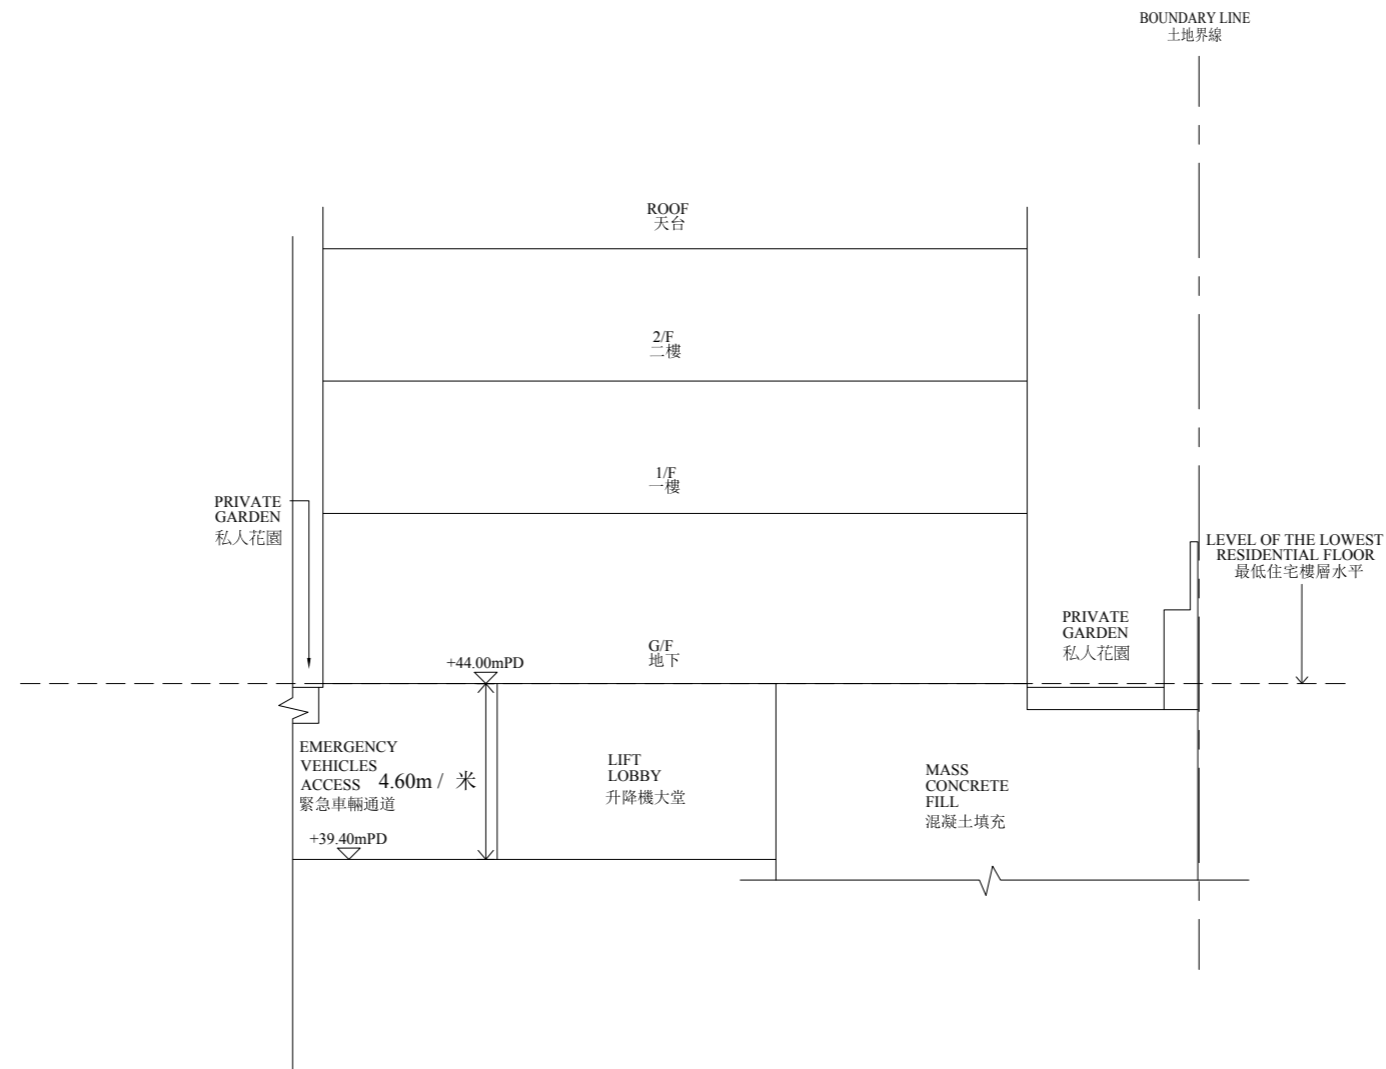 BOUNDARY LINE
土地界線
ROOF
天台
2/F
二樓
1/F
一樓
PRIVATE
GARDEN
私人花園
LEVEL OF THE LOWEST
RESIDENTIAL FLOOR
最低住宅樓層水平
PRIVATE
GARDEN
私人花園
G/F
地下
+44.00mPD
EMERGENCY
VEHICLES
ACCESS
緊急車輛通道
4.60m / 米
+39.40mPD
LIFT
LOBBY
升降機大堂
MASS
CONCRETE
FILL
混凝土填充